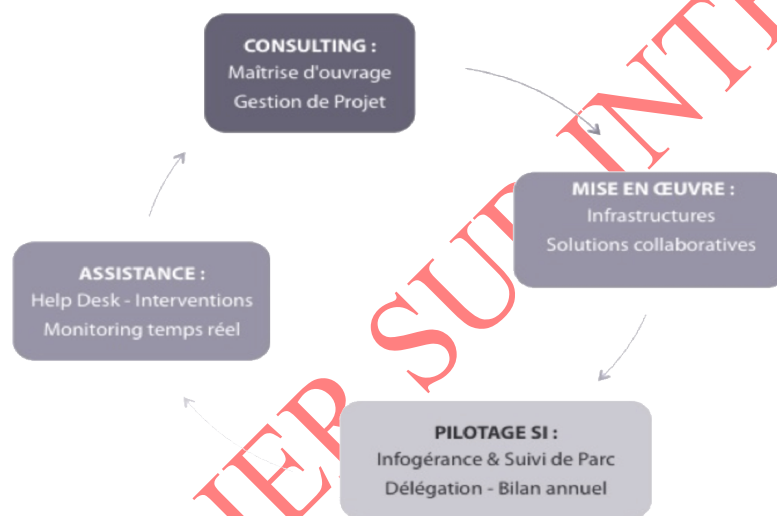 CONSULTING :
Maîtrise d'ouvrage
Gestion de Projet
MISE EN ŒUVRE :
Infrastructures
Solutions collaboratives
ASSISTANCE :
Help Desk - Interventions
Monitoring temps réel
PILOTAGE SI :
Infogérance & Suivi de Parc
Délégation - Bilan annuel